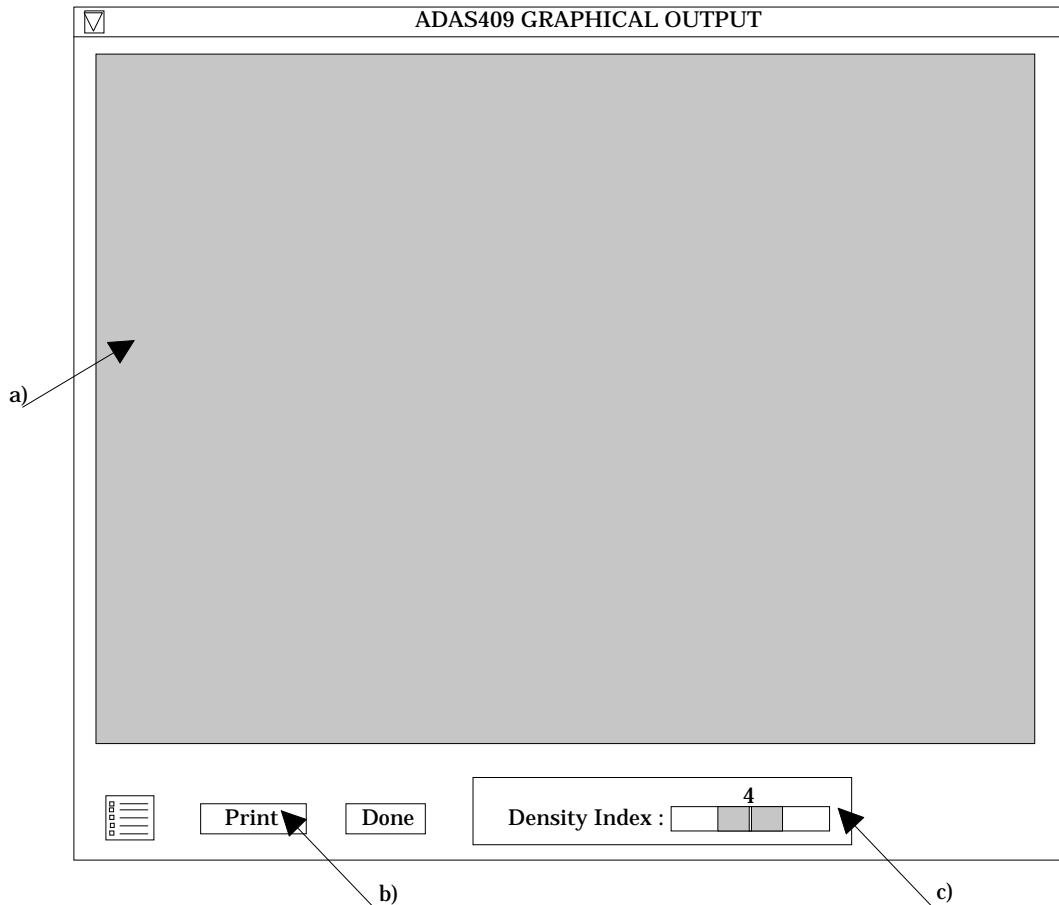 ADAS409 GRAPHICAL OUTPUT
a)
4
Print
Done
Density Index :
b)
c)